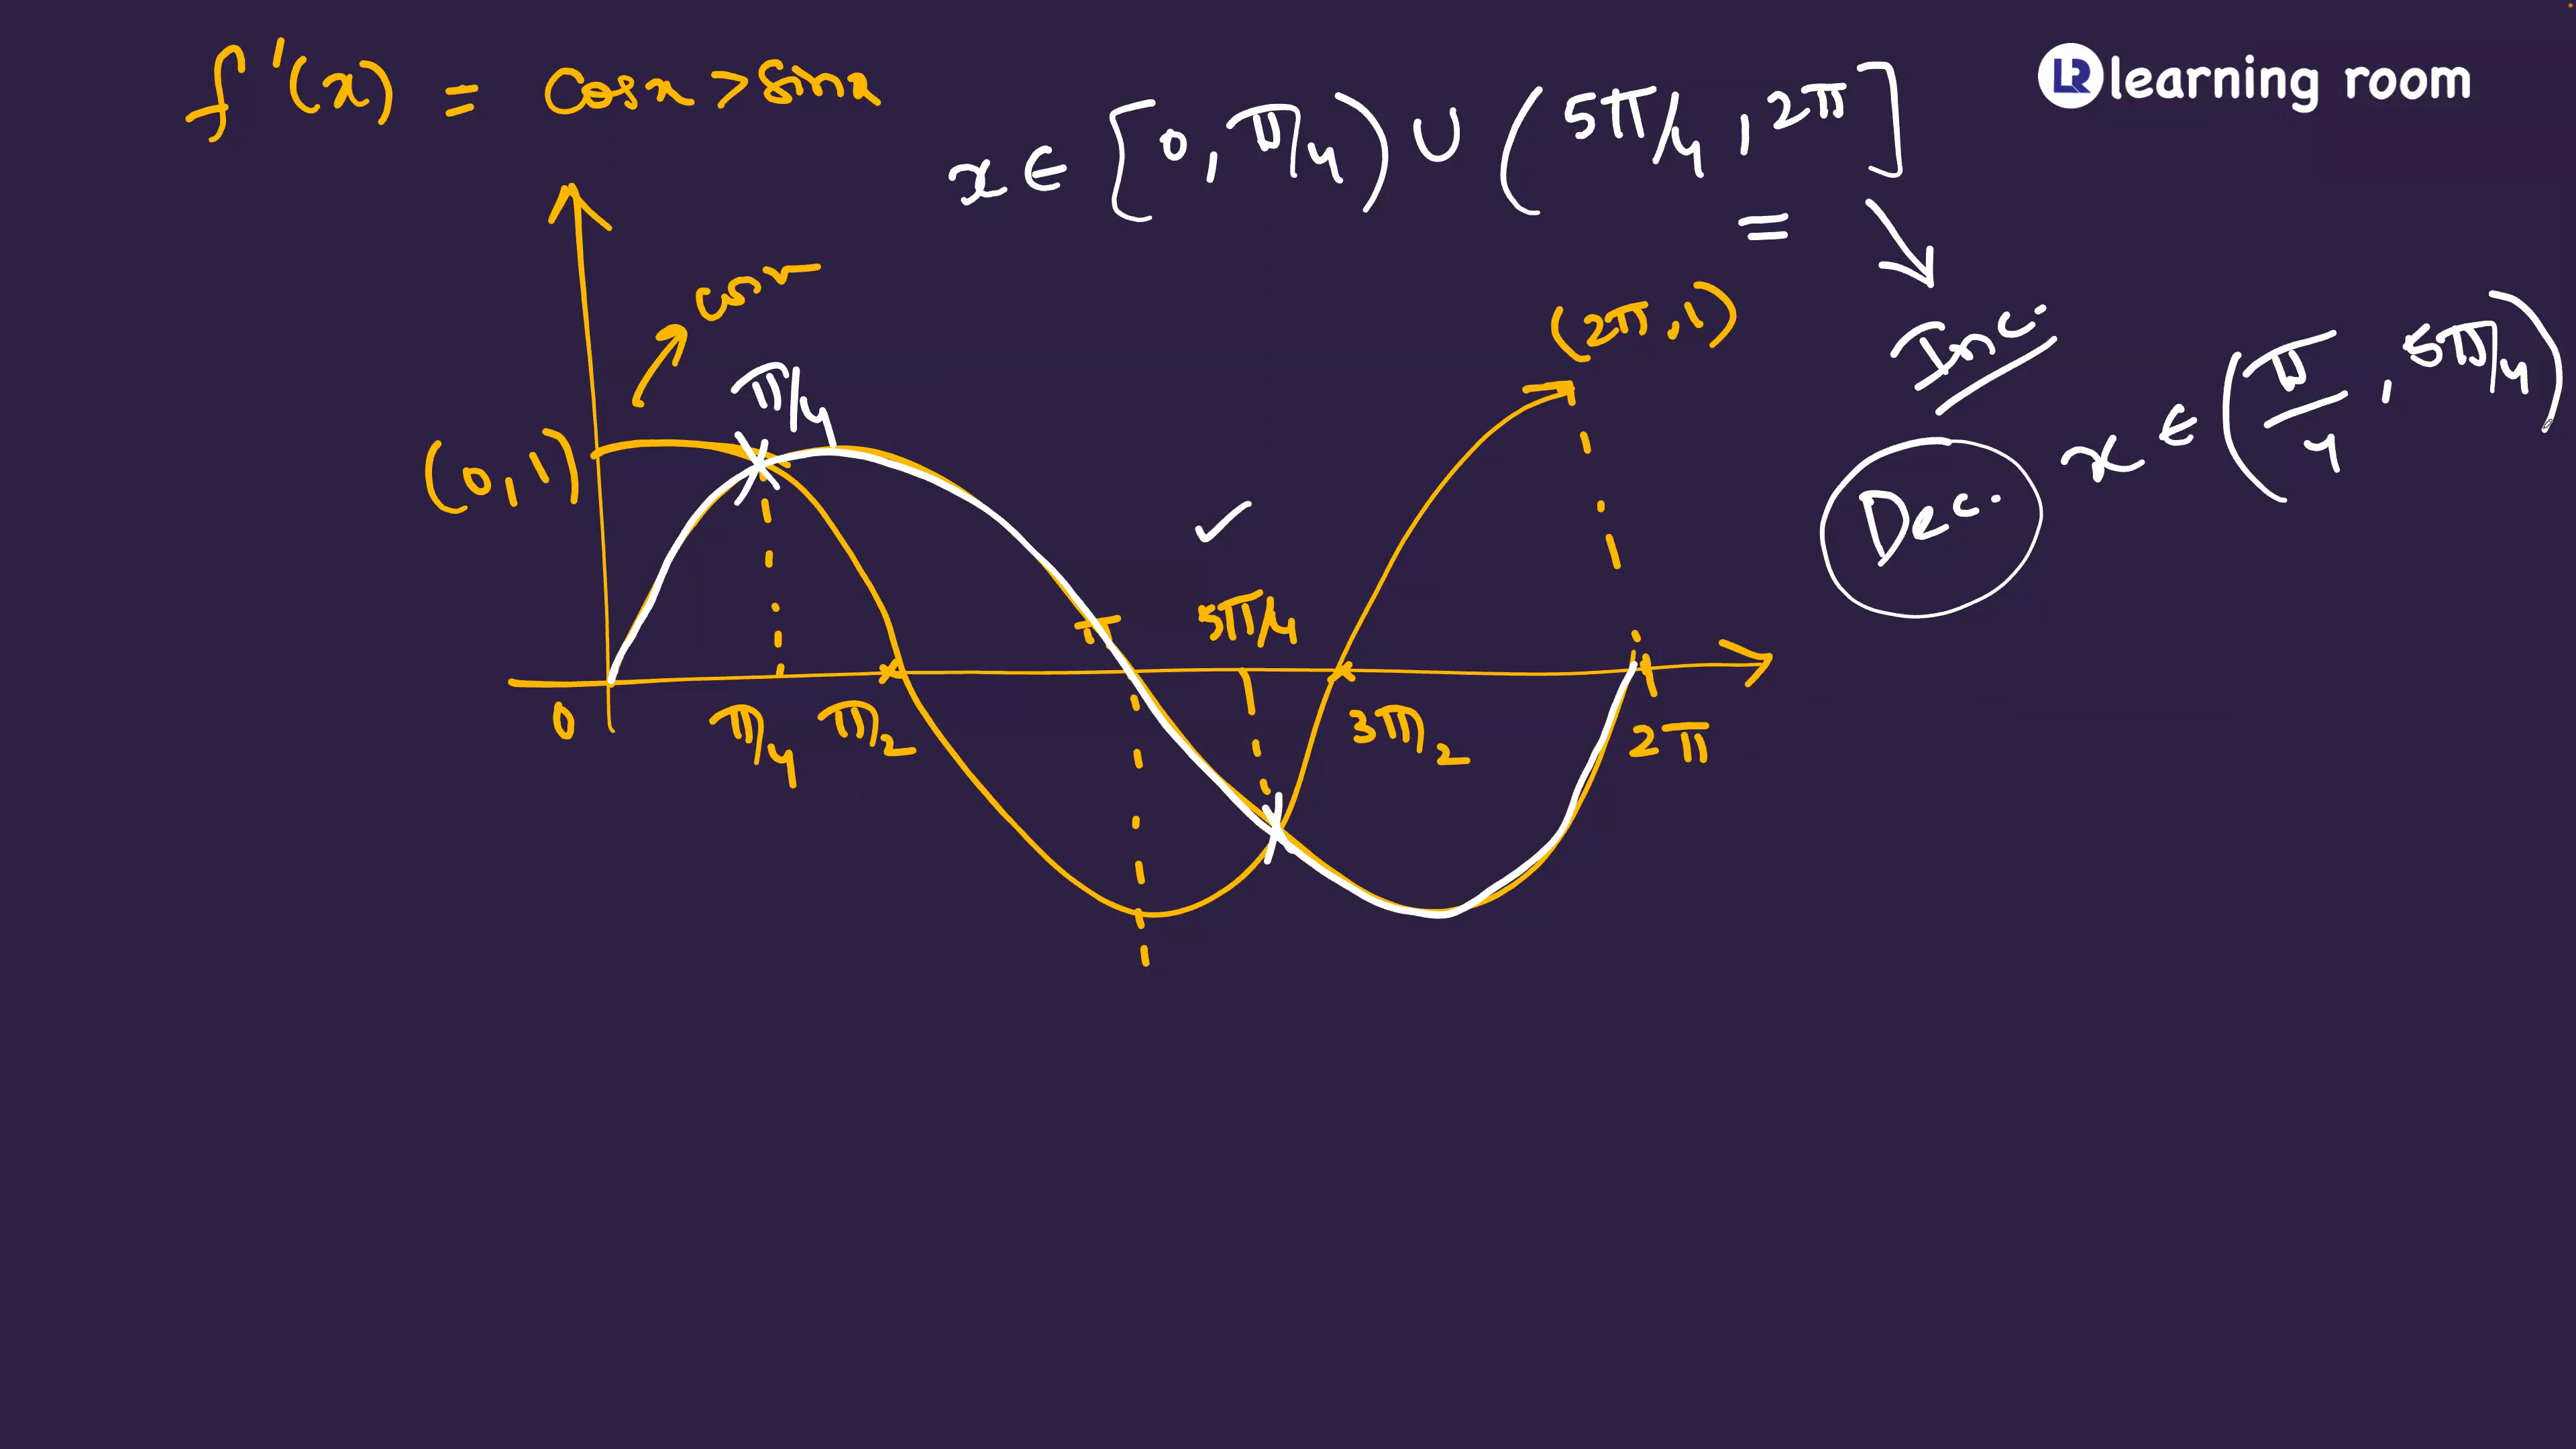 f'(x) = Cosx > sinx
learning room
x ∈ [0, π/4) ∪ (5π/4, 2π]
=
cosx
(2π, 1)
Inc.
π/4
x ∈ (π/4, 5π/4)
(0, 1)
Dec.
π
5π/4
0
π/4
π/2
3π/2
2π